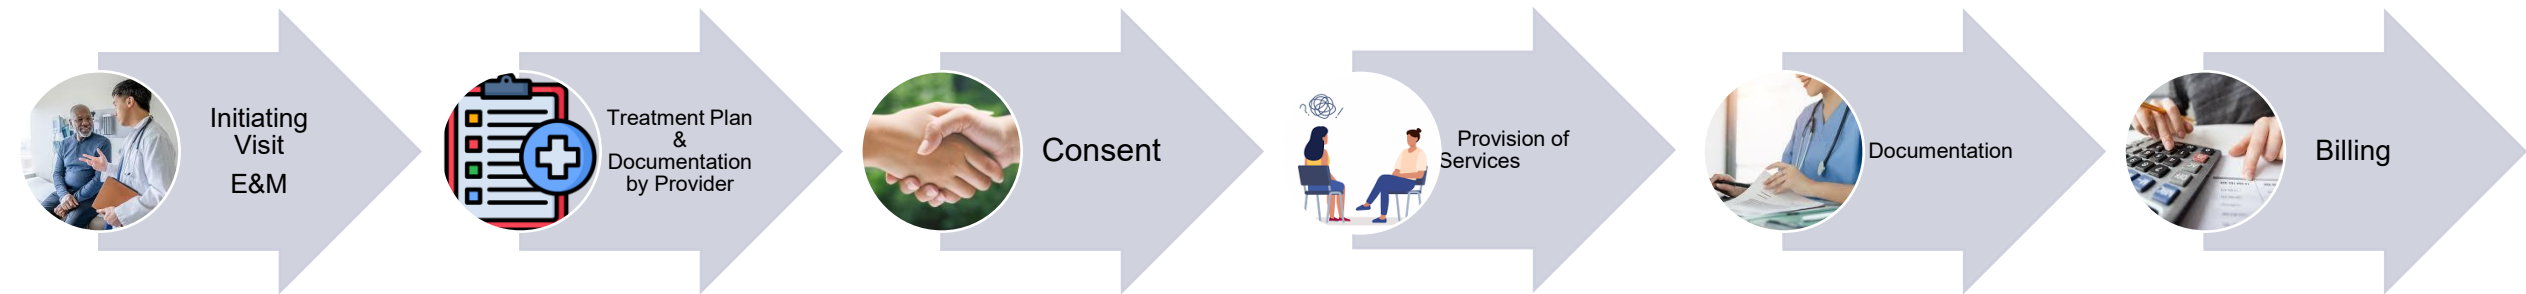 Initiating
Visit
E&M
Treatment Plan
&
Documentation
by Provider
Consent
Provision of
Services
Documentation
Billing